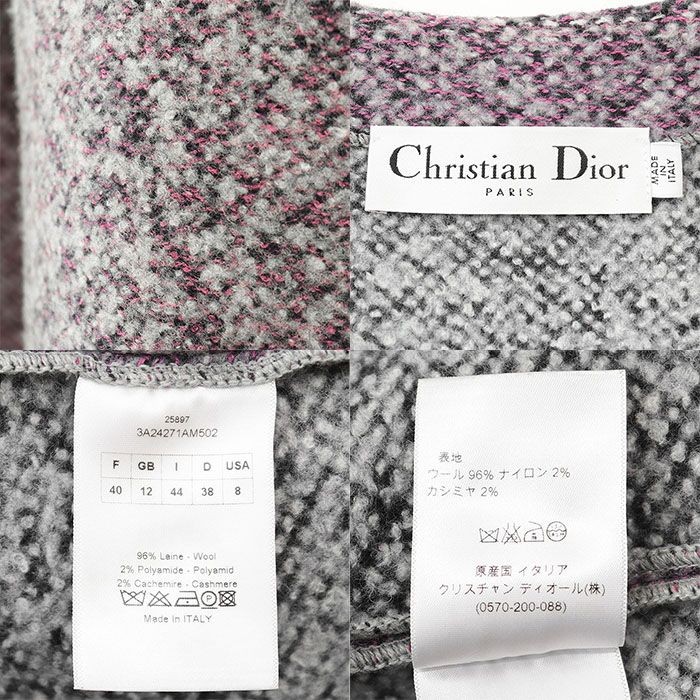 Christian Dior
PARIS
MADE
IN
ITALY
25897
3A24271AM502
F GB I D USA
40 12 44 38 8
96% Laine - Wool
2% Polyamide - Polyamid
2% Cachemire - Cashmere
Made In ITALY
表地
ウール 96% ナイロン 2%
カシミヤ 2%
原産国 イタリア
クリスチャン ディオール(株)
(0570-200-088)